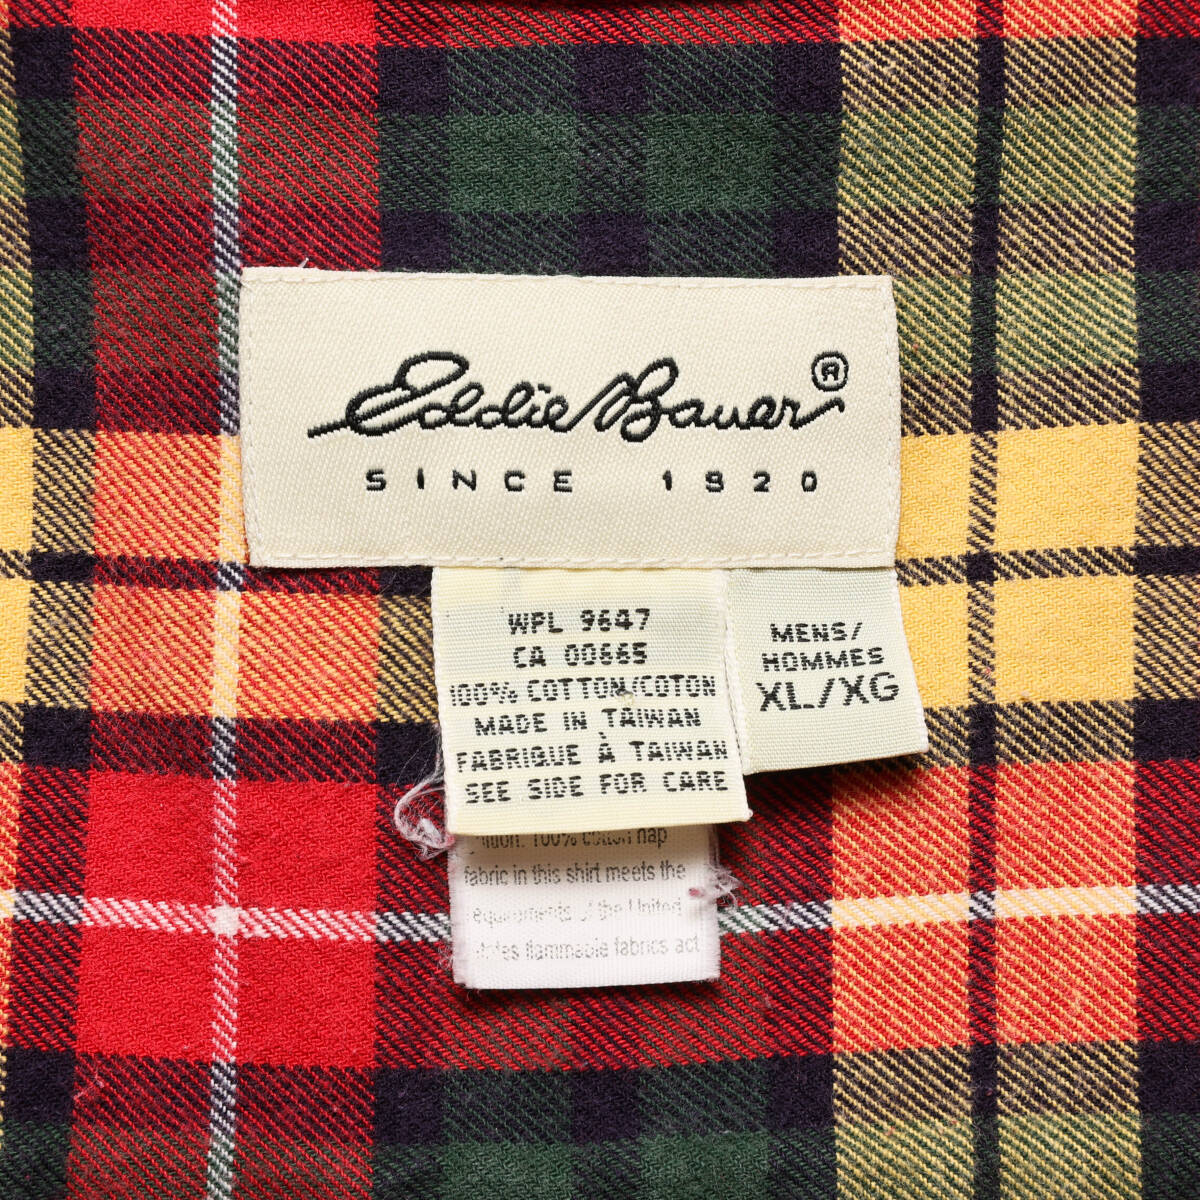 Eddie Bauer ®
SINCE 1920
WPL 9647
CA 00665
100% COTTON/COTON
MADE IN TAIWAN
FABRIQUE À TAIWAN
SEE SIDE FOR CARE
MENS/
HOMMES
XL/XG
100% cotton nap
fabric in this shirt meets the
equirements of the United
flammable fabrics act